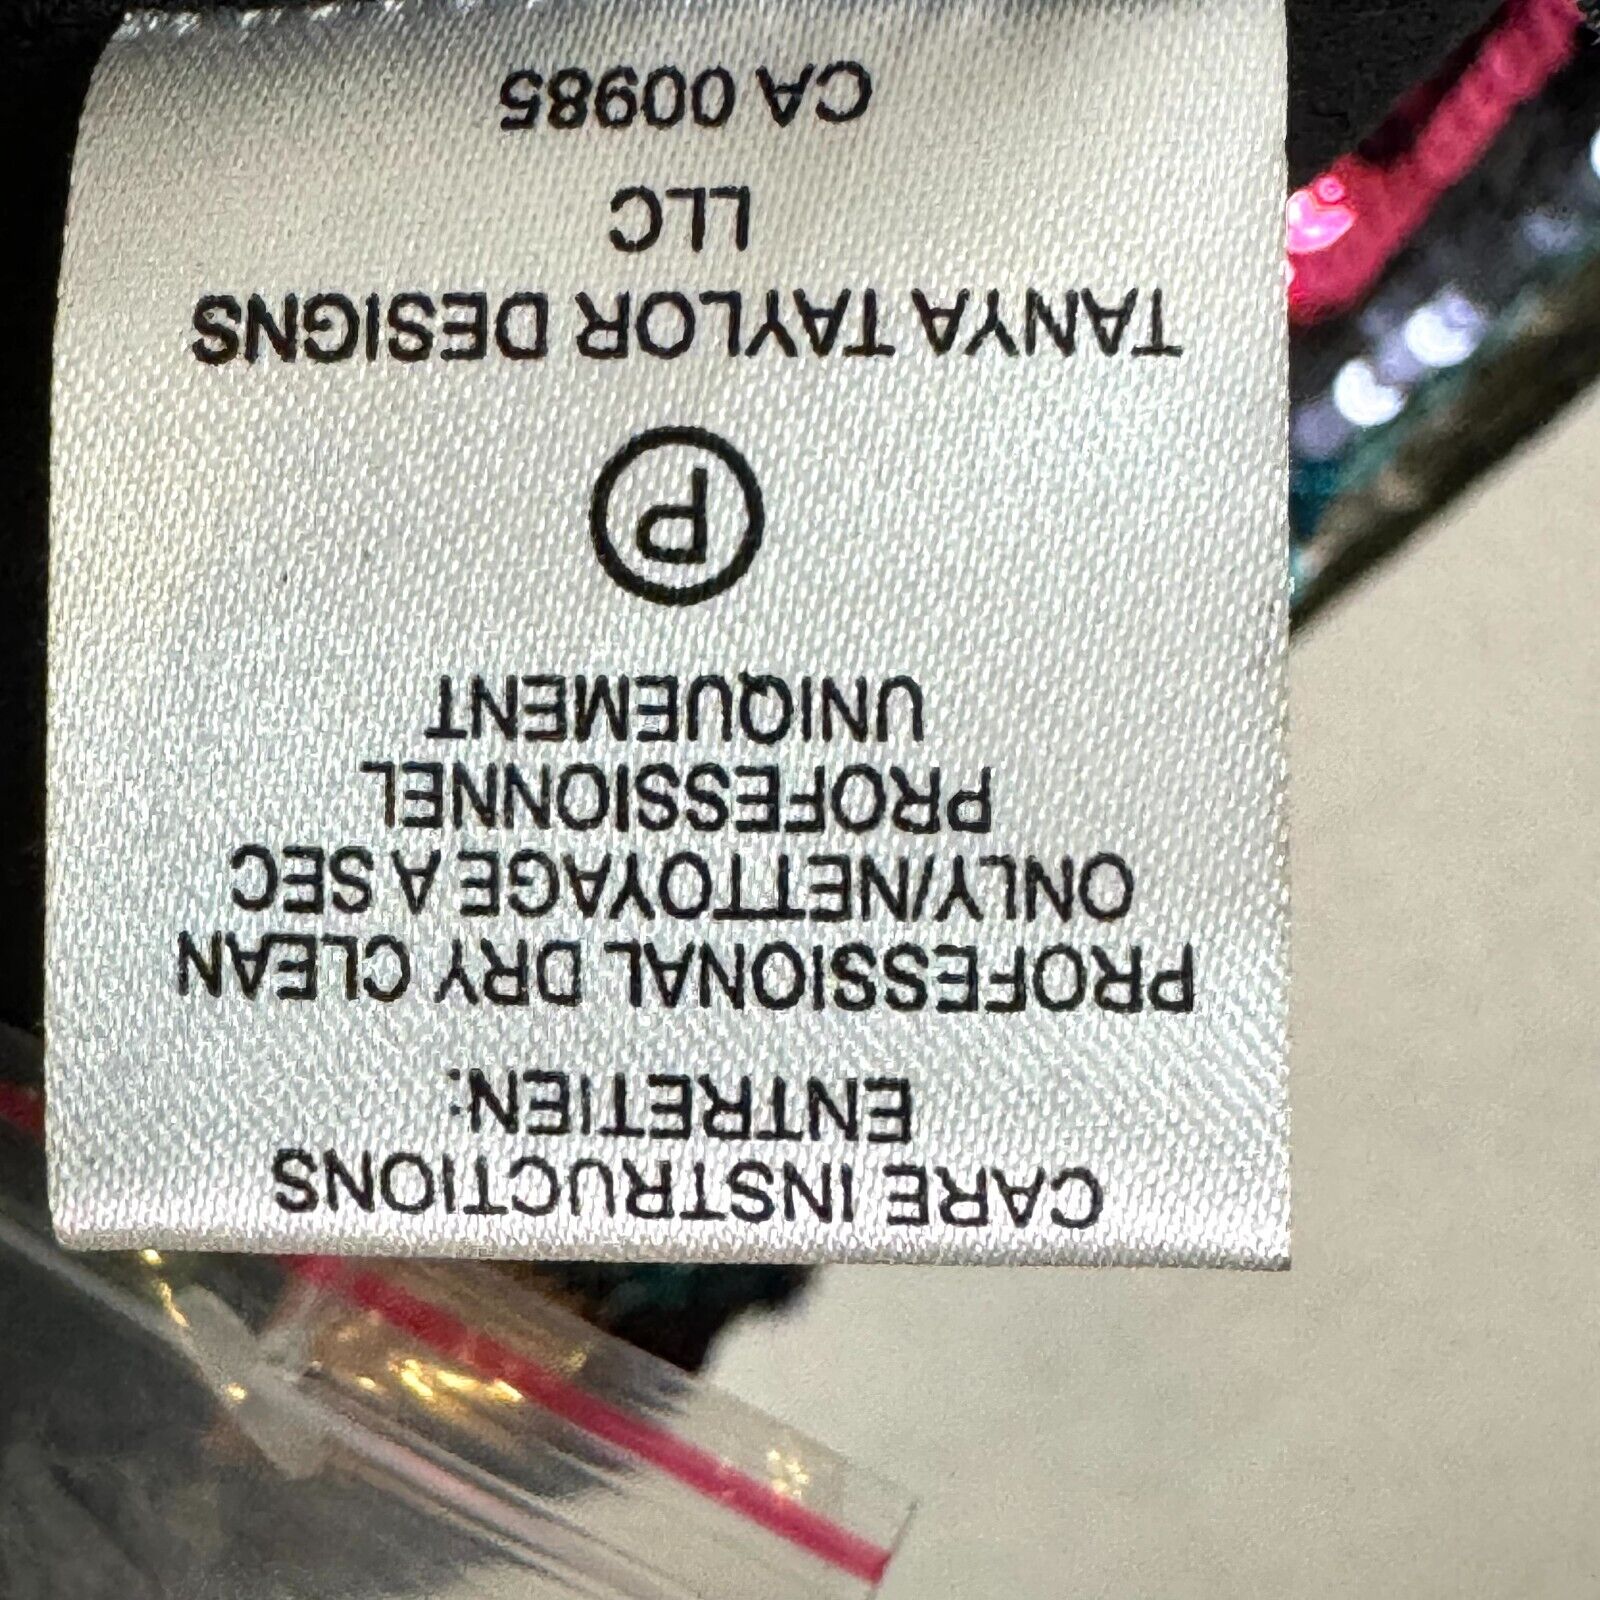 CARE INSTRUCTIONS
ENTRETIEN:
PROFESSIONAL DRY CLEAN
ONLY/NETTOYAGE A SEC
PROFESSIONNEL
UNIQUEMENT
P
TANYA TAYLOR DESIGNS
LLC
CA 00985